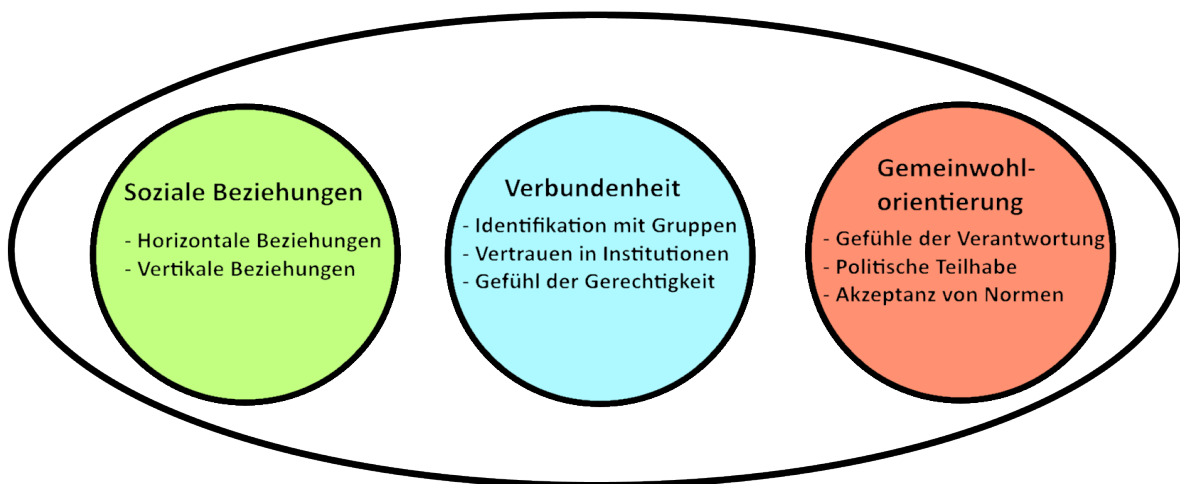 Soziale Beziehungen
- Horizontale Beziehungen
- Vertikale Beziehungen
Verbundenheit
- Identifikation mit Gruppen
- Vertrauen in Institutionen
- Gefühl der Gerechtigkeit
Gemeinwohl-
orientierung
- Gefühle der Verantwortung
- Politische Teilhabe
- Akzeptanz von Normen